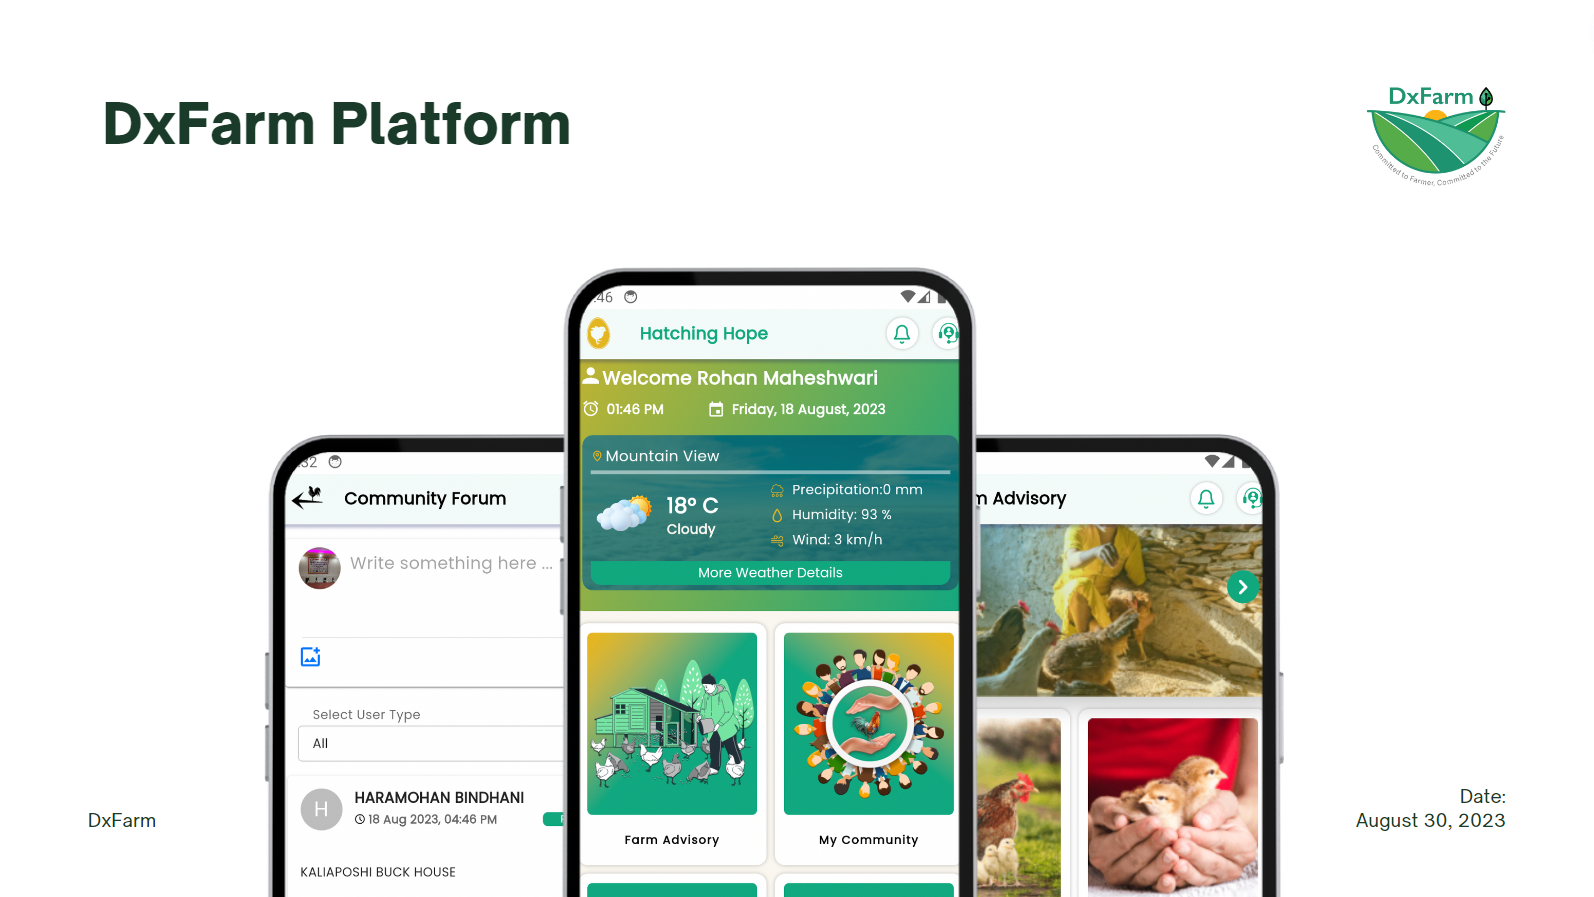 DxFarm Platform
DxFarm
Committed to Farmer, Committed to the Future
:46
Hatching Hope
Welcome Rohan Maheshwari
01:46 PM
Friday, 18 August, 2023
Mountain View
18° C
Cloudy
Precipitation:0 mm
Humidity: 93 %
Wind: 3 km/h
More Weather Details
Farm Advisory
My Community
:32
Community Forum
Write something here ...
Select User Type
All
H
HARAMOHAN BINDHANI
18 Aug 2023, 04:46 PM
KALIAPOSHI BUCK HOUSE
m Advisory
DxFarm
Date:
August 30, 2023